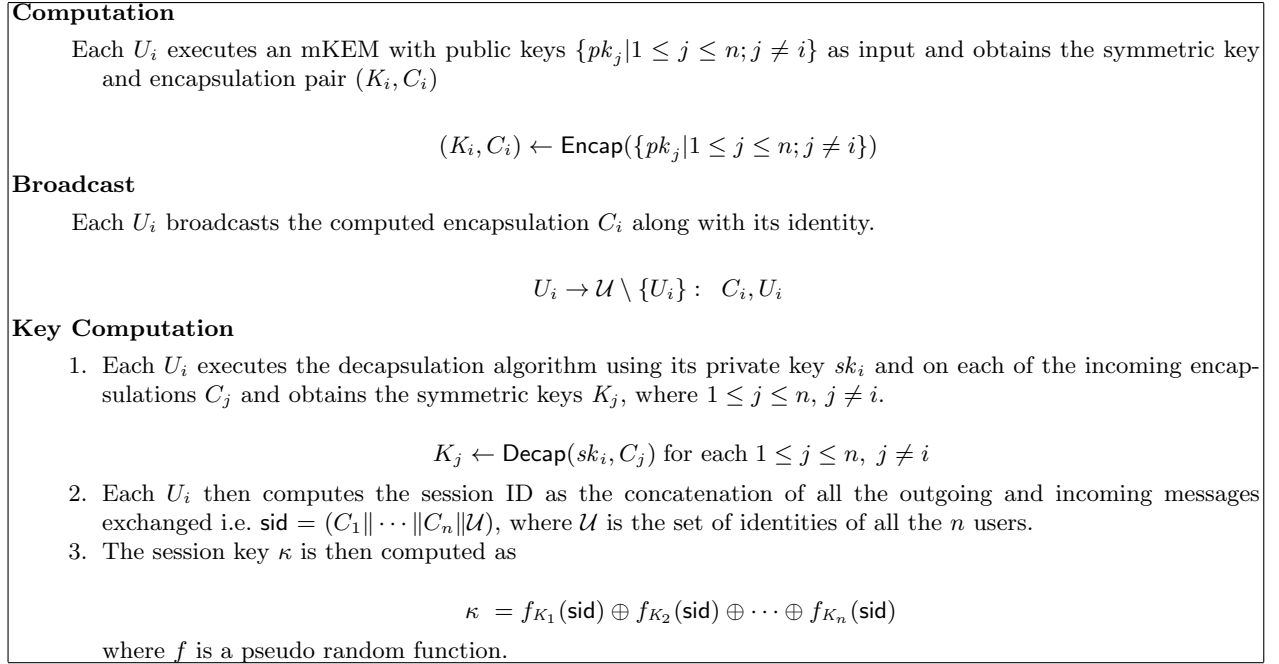 Computation
Each U_i executes an mKEM with public keys {pk_j|1 ≤ j ≤ n; j ≠ i} as input and obtains the symmetric key
and encapsulation pair (K_i, C_i)
(K_i, C_i) ← Encap({pk_j|1 ≤ j ≤ n; j ≠ i})
Broadcast
Each U_i broadcasts the computed encapsulation C_i along with its identity.
U_i → 𝒰 \ {U_i} : C_i, U_i
Key Computation
1. Each U_i executes the decapsulation algorithm using its private key sk_i and on each of the incoming encap-
sulations C_j and obtains the symmetric keys K_j, where 1 ≤ j ≤ n, j ≠ i.
K_j ← Decap(sk_i, C_j) for each 1 ≤ j ≤ n, j ≠ i
2. Each U_i then computes the session ID as the concatenation of all the outgoing and incoming messages
exchanged i.e. sid = (C_1‖ ··· ‖C_n‖𝒰), where 𝒰 is the set of identities of all the n users.
3. The session key κ is then computed as
κ = f_{K_1}(sid) ⊕ f_{K_2}(sid) ⊕ ··· ⊕ f_{K_n}(sid)
where f is a pseudo random function.